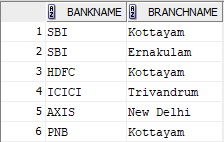 BANKNAME BRANCHNAME
1 SBI Kottayam
2 SBI Ernakulam
3 HDFC Kottayam
4 ICICI Trivandrum
5 AXIS New Delhi
6 PNB Kottayam